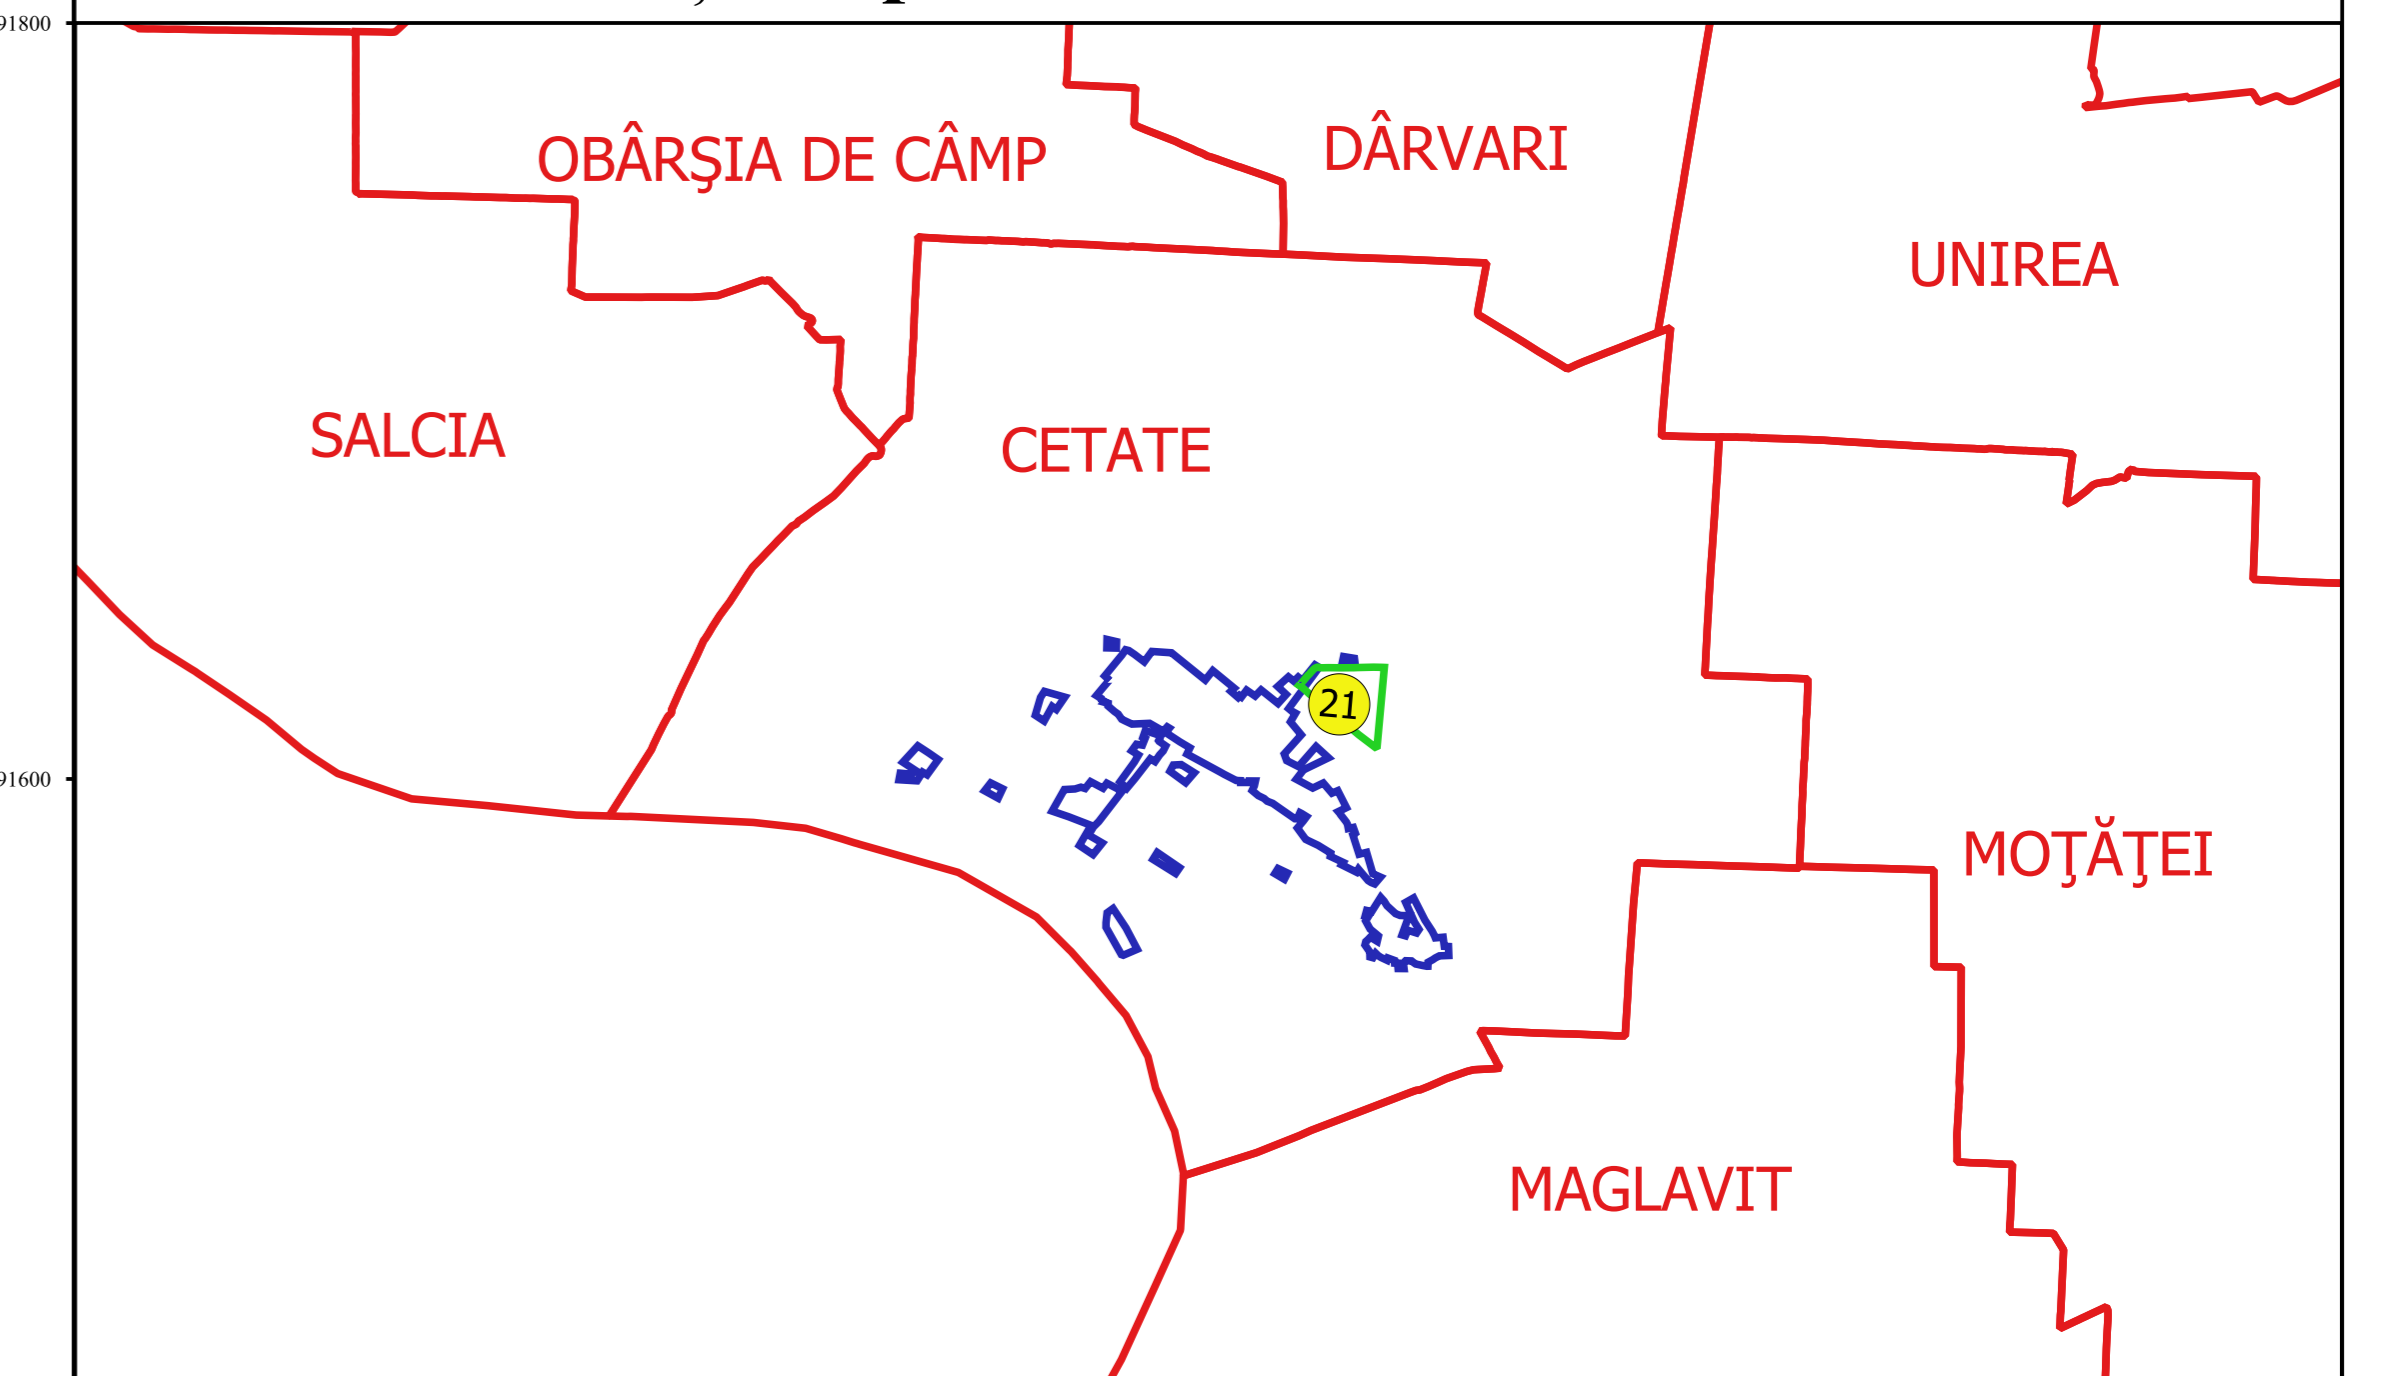 91800
OBÂRŞIA DE CÂMP
DÂRVARI
UNIREA
SALCIA
CETATE
21
91600
MOŢĂŢEI
MAGLAVIT